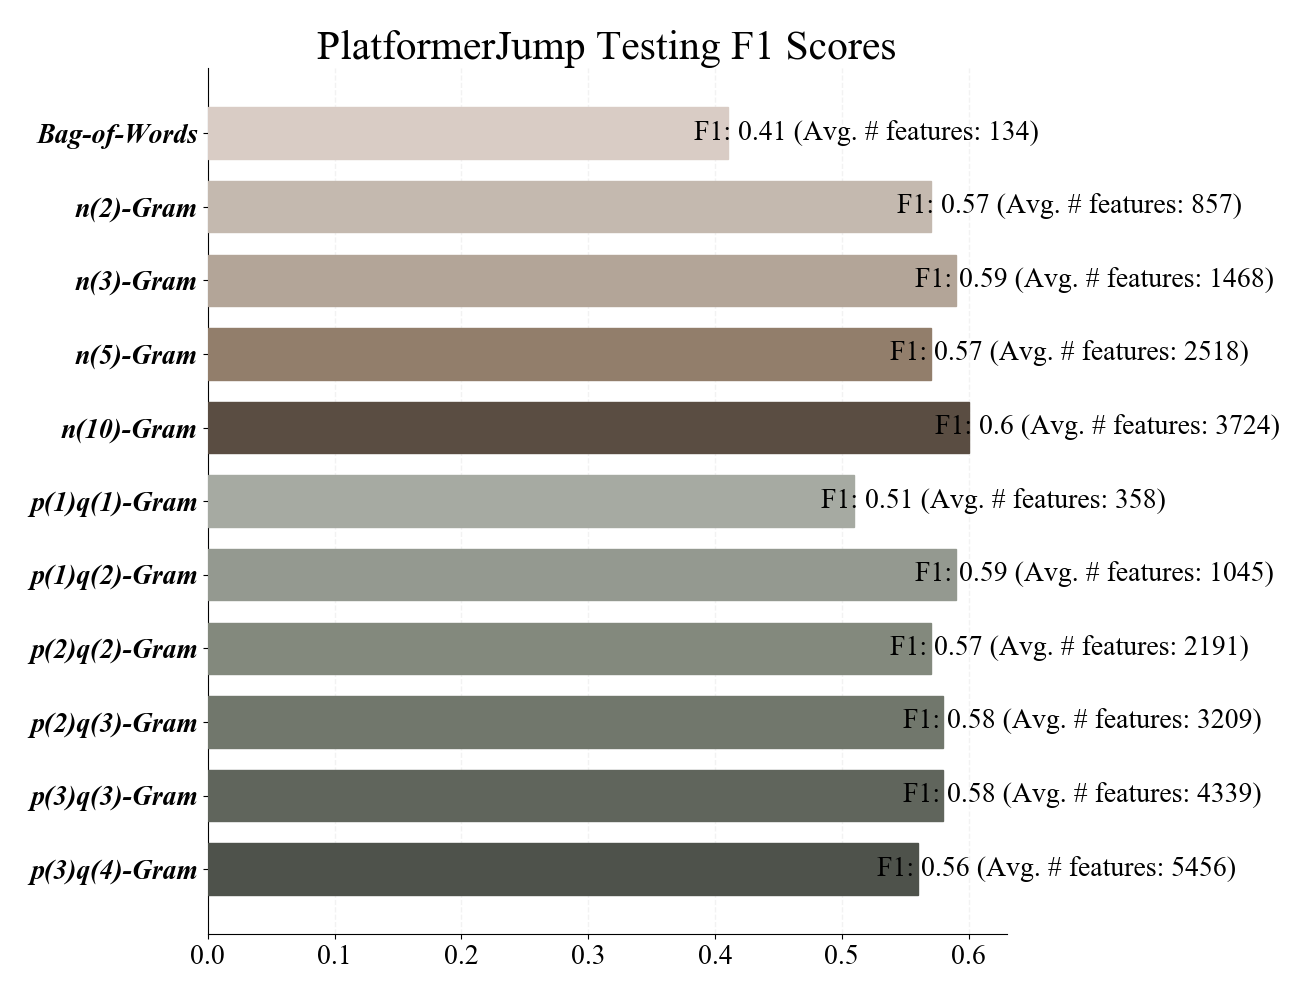 PlatformerJump Testing F1 Scores
Bag-of-Words F1: 0.41 (Avg. # features: 134)
n(2)-Gram F1: 0.57 (Avg. # features: 857)
n(3)-Gram F1: 0.59 (Avg. # features: 1468)
n(5)-Gram F1: 0.57 (Avg. # features: 2518)
n(10)-Gram F1: 0.6 (Avg. # features: 3724)
p(1)q(1)-Gram F1: 0.51 (Avg. # features: 358)
p(1)q(2)-Gram F1: 0.59 (Avg. # features: 1045)
p(2)q(2)-Gram F1: 0.57 (Avg. # features: 2191)
p(2)q(3)-Gram F1: 0.58 (Avg. # features: 3209)
p(3)q(3)-Gram F1: 0.58 (Avg. # features: 4339)
p(3)q(4)-Gram F1: 0.56 (Avg. # features: 5456)
0.0 0.1 0.2 0.3 0.4 0.5 0.6